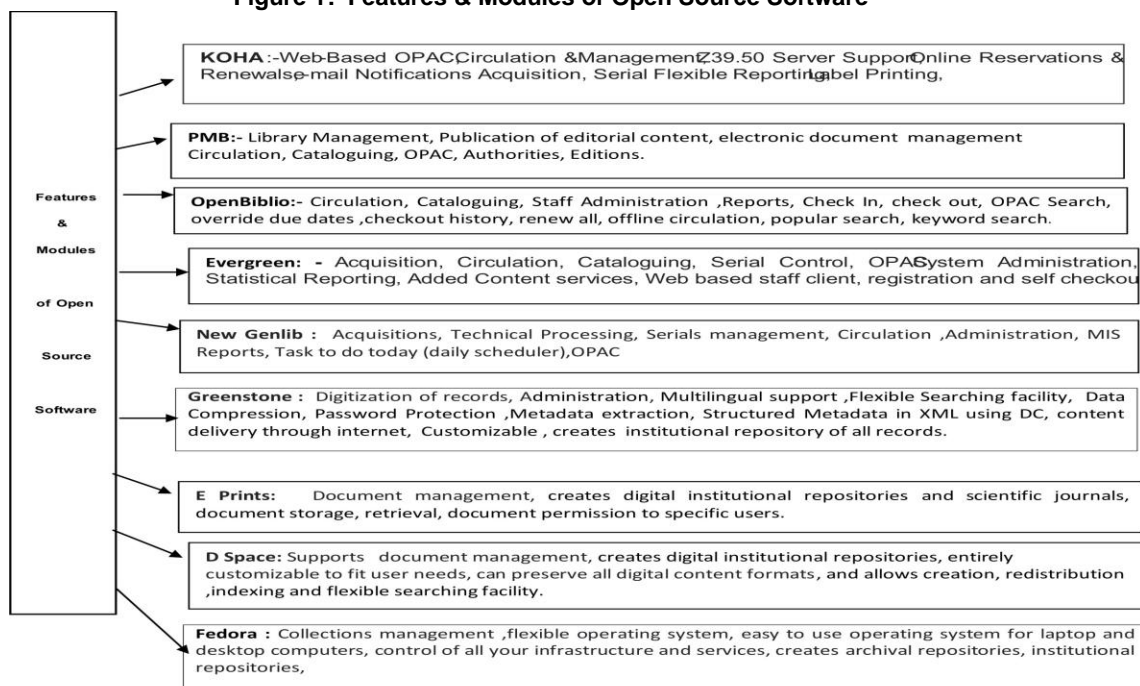 Figure 1: Features & Modules of Open Source Software
Features
&
Modules
of Open
Source
Software
KOHA:-Web-Based OPAC,Circulation &Management,Z39.50 Server Support,Online Reservations &
Renewals,e-mail Notifications Acquisition, Serial Flexible Reporting,Label Printing,
PMB:- Library Management, Publication of editorial content, electronic document management
Circulation, Cataloguing, OPAC, Authorities, Editions.
OpenBiblio:- Circulation, Cataloguing, Staff Administration ,Reports, Check In, check out, OPAC Search,
override due dates ,checkout history, renew all, offline circulation, popular search, keyword search.
Evergreen: - Acquisition, Circulation, Cataloguing, Serial Control, OPAC,System Administration,
Statistical Reporting, Added Content services, Web based staff client, registration and self checkou
New Genlib : Acquisitions, Technical Processing, Serials management, Circulation ,Administration, MIS
Reports, Task to do today (daily scheduler),OPAC
Greenstone : Digitization of records, Administration, Multilingual support ,Flexible Searching facility, Data
Compression, Password Protection ,Metadata extraction, Structured Metadata in XML using DC, content
delivery through internet, Customizable , creates institutional repository of all records.
E Prints: Document management, creates digital institutional repositories and scientific journals,
document storage, retrieval, document permission to specific users.
D Space: Supports document management, creates digital institutional repositories, entirely
customizable to fit user needs, can preserve all digital content formats, and allows creation, redistribution
,indexing and flexible searching facility.
Fedora : Collections management ,flexible operating system, easy to use operating system for laptop and
desktop computers, control of all your infrastructure and services, creates archival repositories, institutional
repositories,